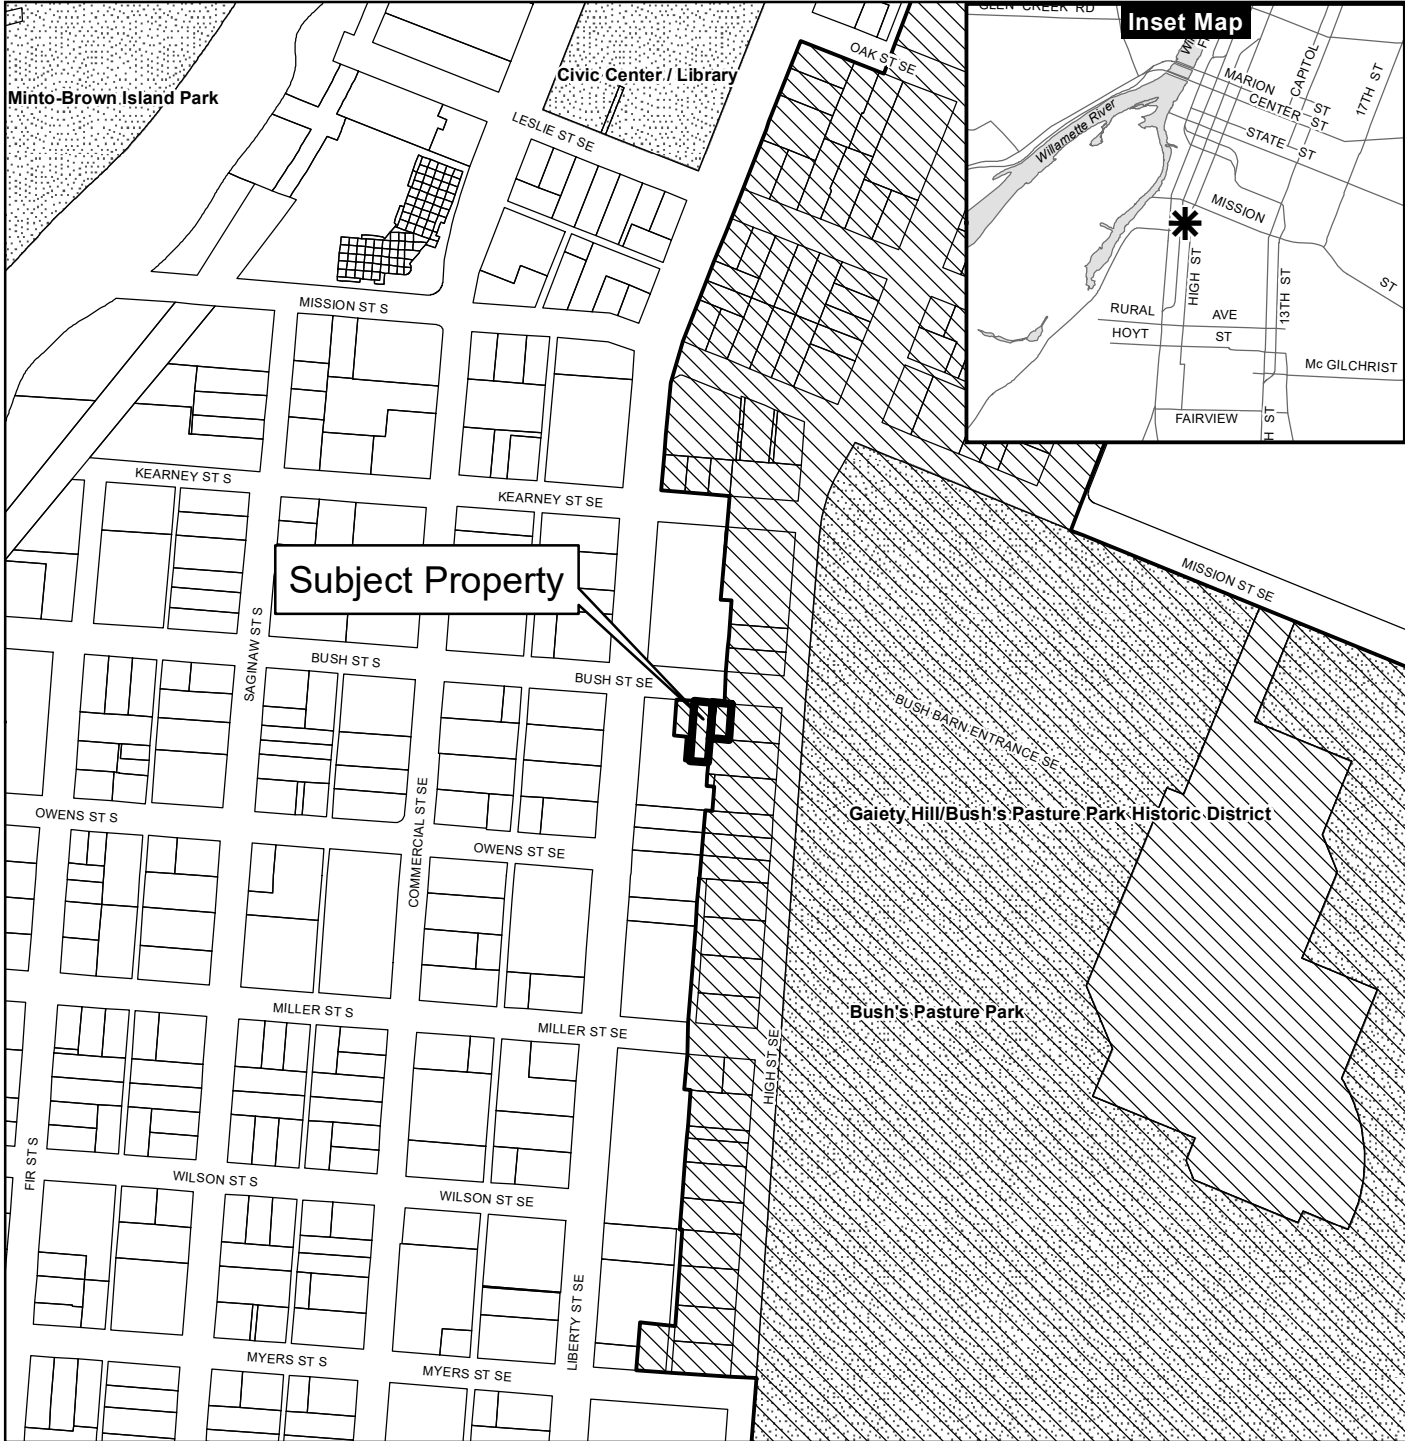 GLEN CREEK RD
Inset Map
OAK ST SE
Civic Center / Library
Minto-Brown Island Park
LESLIE ST SE
CAPITOL
17TH ST
MARION ST
CENTER ST
STATE ST
Willamette River
MISSION
ST
HIGH ST
13TH ST
RURAL AVE
HOYT ST
Mc GILCHRIST
FAIRVIEW
H ST
MISSION ST S
KEARNEY ST S
KEARNEY ST SE
Subject Property
MISSION ST SE
SAGINAW ST S
BUSH ST S
BUSH ST SE
BUSH BARN ENTRANCE SE
COMMERCIAL ST SE
OWENS ST S
OWENS ST SE
Gaiety Hill/Bush's Pasture Park Historic District
MILLER ST S
MILLER ST SE
Bush's Pasture Park
HIGH ST SE
FIR ST S
WILSON ST S
WILSON ST SE
LIBERTY ST SE
MYERS ST S
MYERS ST SE